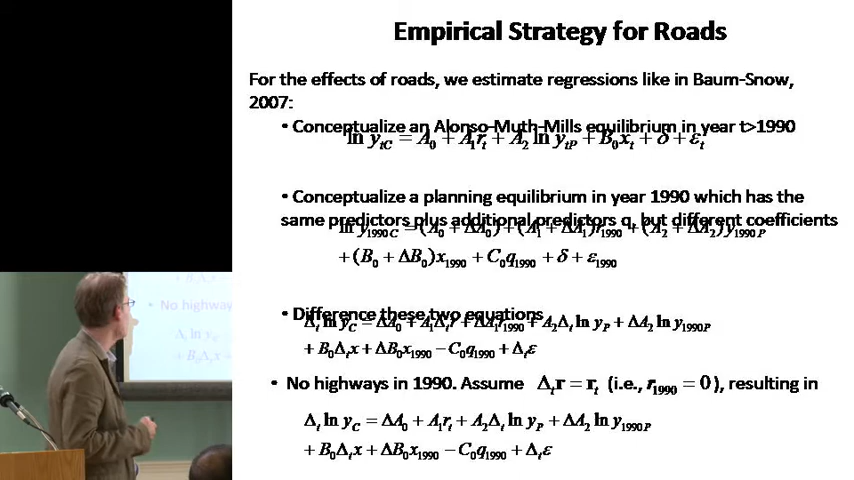 Empirical Strategy for Roads
For the effects of roads, we estimate regressions like in Baum-Snow,
2007:
• Conceptualize an Alonso-Muth-Mills equilibrium in year t>1990
ln y_tC = A_0 + A_1 r_t + A_2 ln y_tP + B_0 x_t + δ + ε_t
• Conceptualize a planning equilibrium in year 1990 which has the
same predictors plus additional predictors q, but different coefficients
ln y_1990C = (A_0 + ΔA_0) + (A_1 + ΔA_1)r_1990 + (A_2 + ΔA_2)y_1990P
+ (B_0 + ΔB_0)x_1990 + C_0 q_1990 + δ + ε_1990
• Difference these two equations
Δ_t ln y_C = ΔA_0 + A_1 Δ_t r + ΔA_1 r_1990 + A_2 Δ_t ln y_P + ΔA_2 ln y_1990P
+ B_0 Δ_t x + ΔB_0 x_1990 − C_0 q_1990 + Δ_t ε
• No highways in 1990. Assume Δ_t r = r_t (i.e., r_1990 = 0), resulting in
Δ_t ln y_C = ΔA_0 + A_1 r_t + A_2 Δ_t ln y_P + ΔA_2 ln y_1990P
+ B_0 Δ_t x + ΔB_0 x_1990 − C_0 q_1990 + Δ_t ε
• No highways
Δ_t ln y
+ B_0 Δ_t x